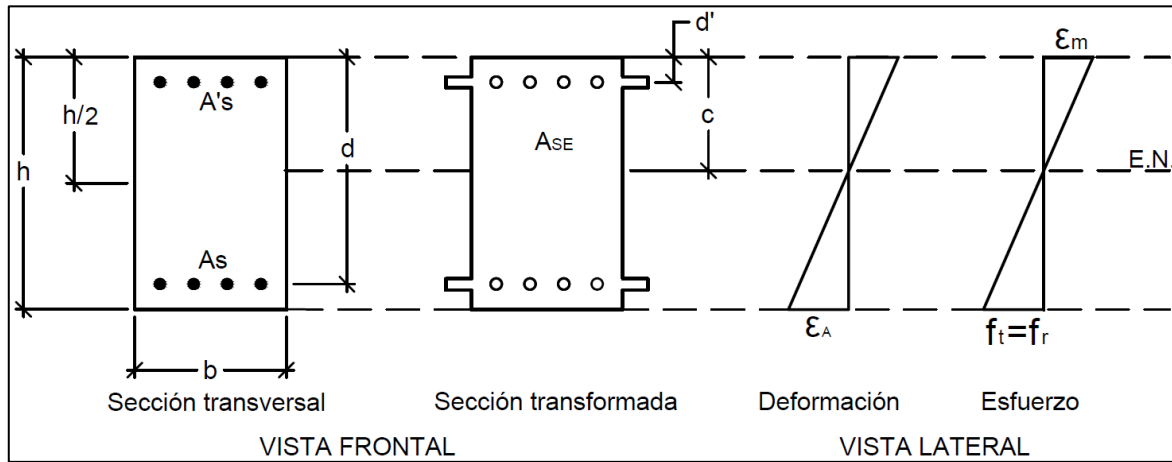 d'
εm
h
h/2
A's
d
ASE
c
E.N.
As
εA
ft=fr
b
Sección transversal
Sección transformada
Deformación
Esfuerzo
VISTA FRONTAL
VISTA LATERAL